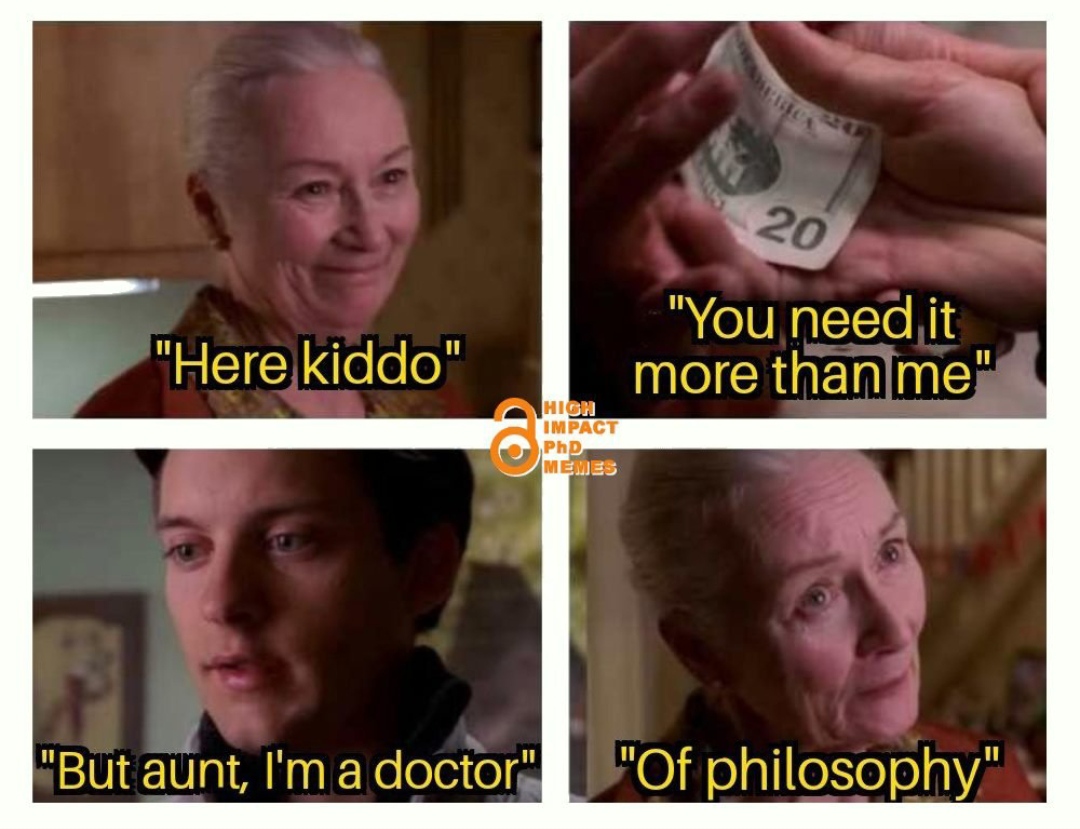 "Here kiddo"
20
"You need it
more than me"
HIGH
IMPACT
PhD
MEMES
"But aunt, I'm a doctor"
"Of philosophy"